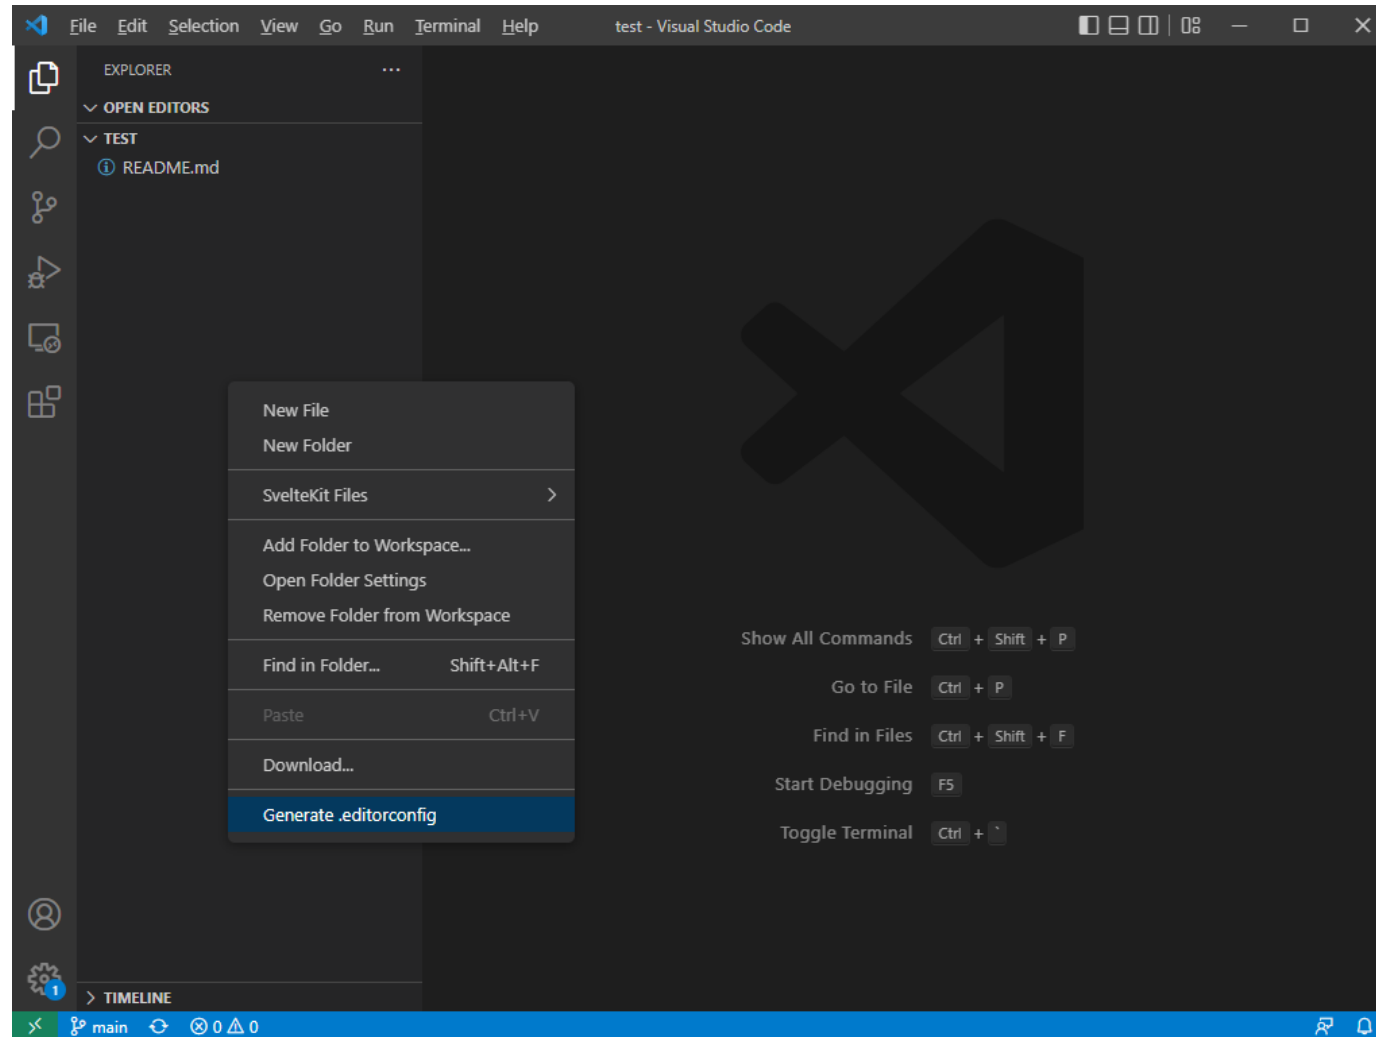 File Edit Selection View Go Run Terminal Help test - Visual Studio Code
EXPLORER
OPEN EDITORS
TEST
README.md
New File
New Folder
SvelteKit Files
Add Folder to Workspace...
Open Folder Settings
Remove Folder from Workspace
Find in Folder... Shift+Alt+F
Paste Ctrl+V
Download...
Generate .editorconfig
Show All Commands Ctrl + Shift + P
Go to File Ctrl + P
Find in Files Ctrl + Shift + F
Start Debugging F5
Toggle Terminal Ctrl + `
1
TIMELINE
main 0 0